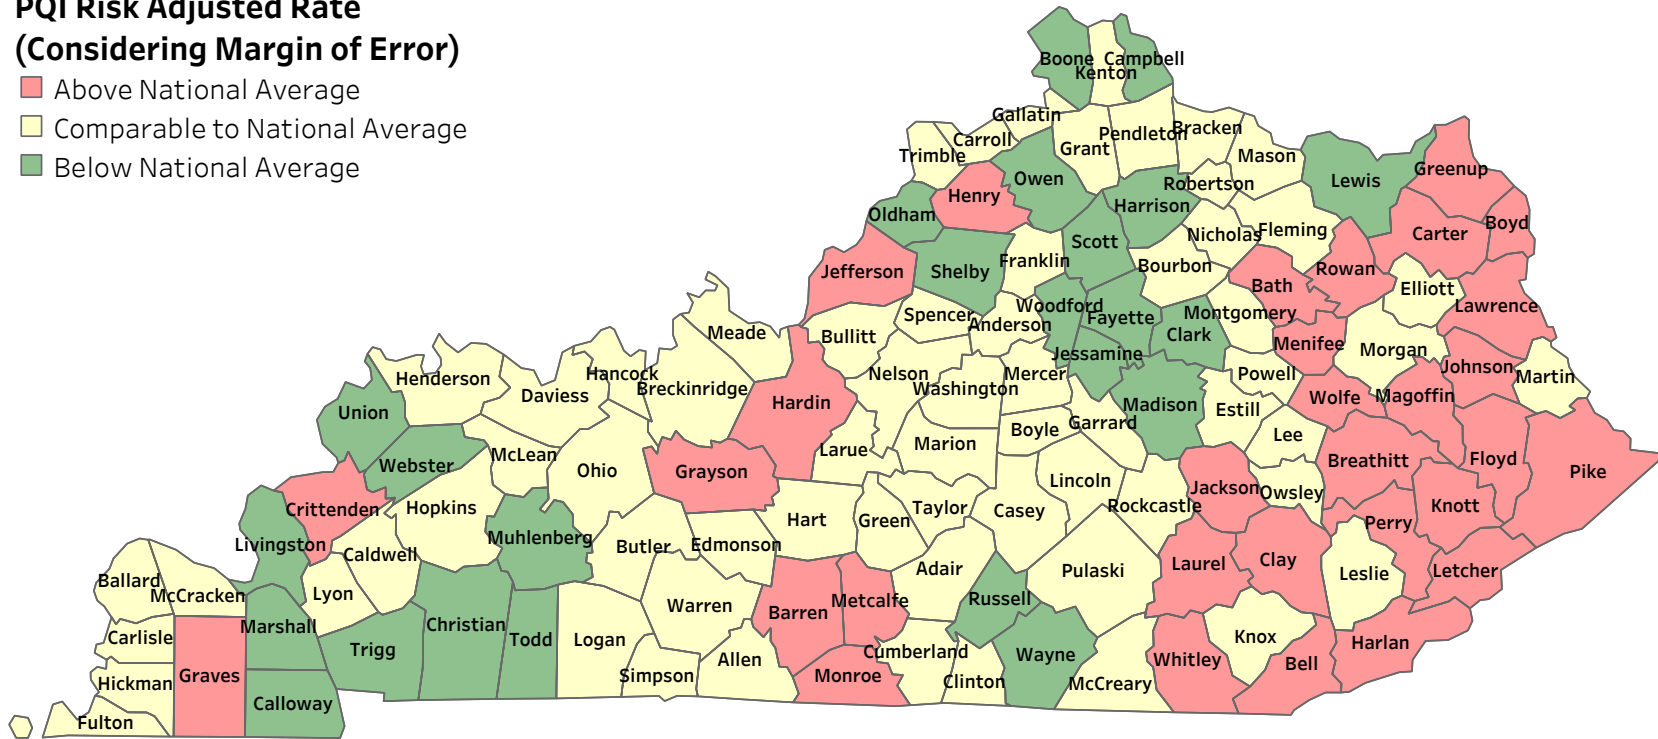 PQI Risk Adjusted Rate
(Considering Margin of Error)
Above National Average
Comparable to National Average
Below National Average
Boone
Campbell
Kenton
Gallatin
Carroll
Trimble
Grant
Pendleton
Bracken
Mason
Robertson
Lewis
Greenup
Owen
Henry
Oldham
Harrison
Scott
Nicholas
Fleming
Carter
Boyd
Jefferson
Shelby
Franklin
Bourbon
Bath
Rowan
Elliott
Lawrence
Spencer
Anderson
Woodford
Fayette
Clark
Montgomery
Menifee
Morgan
Johnson
Martin
Meade
Bullitt
Jessamine
Nelson
Washington
Mercer
Powell
Wolfe
Magoffin
Henderson
Daviess
Hancock
Breckinridge
Hardin
Madison
Estill
Union
Boyle
Garrard
Lee
Webster
McLean
Ohio
Grayson
Larue
Marion
Breathitt
Floyd
Pike
Lincoln
Jackson
Owsley
Crittenden
Hopkins
Hart
Green
Taylor
Casey
Rockcastle
Knott
Perry
Livingston
Caldwell
Muhlenberg
Butler
Edmonson
Adair
Pulaski
Laurel
Clay
Leslie
Letcher
Ballard
McCracken
Lyon
Warren
Barren
Metcalfe
Russell
Carlisle
Marshall
Trigg
Christian
Todd
Logan
Simpson
Allen
Cumberland
Wayne
Whitley
Knox
Bell
Harlan
Hickman
Graves
Calloway
Monroe
Clinton
McCreary
Fulton